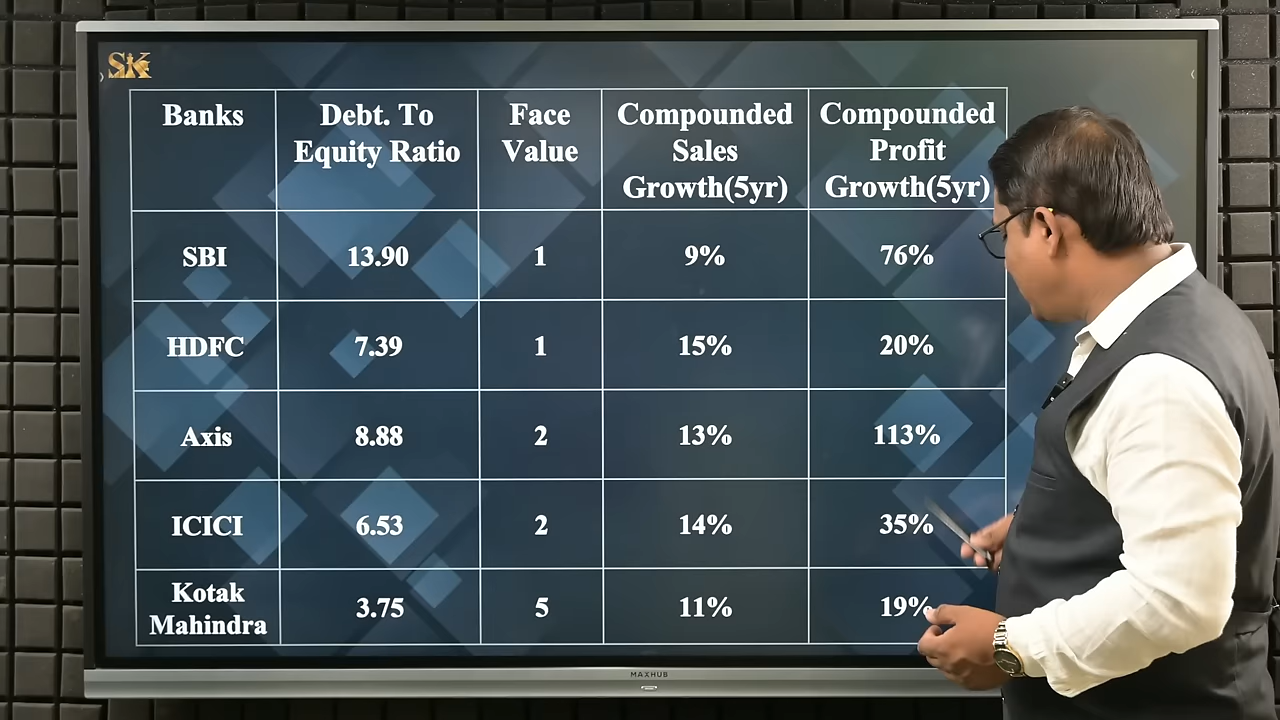 SK
Banks
Debt. To
Equity Ratio
Face
Value
Compounded
Sales
Growth(5yr)
Compounded
Profit
Growth(5yr)
SBI
13.90
1
9%
76%
HDFC
7.39
1
15%
20%
Axis
8.88
2
13%
113%
ICICI
6.53
2
14%
35%
Kotak
Mahindra
3.75
5
11%
19%
MAXHUB